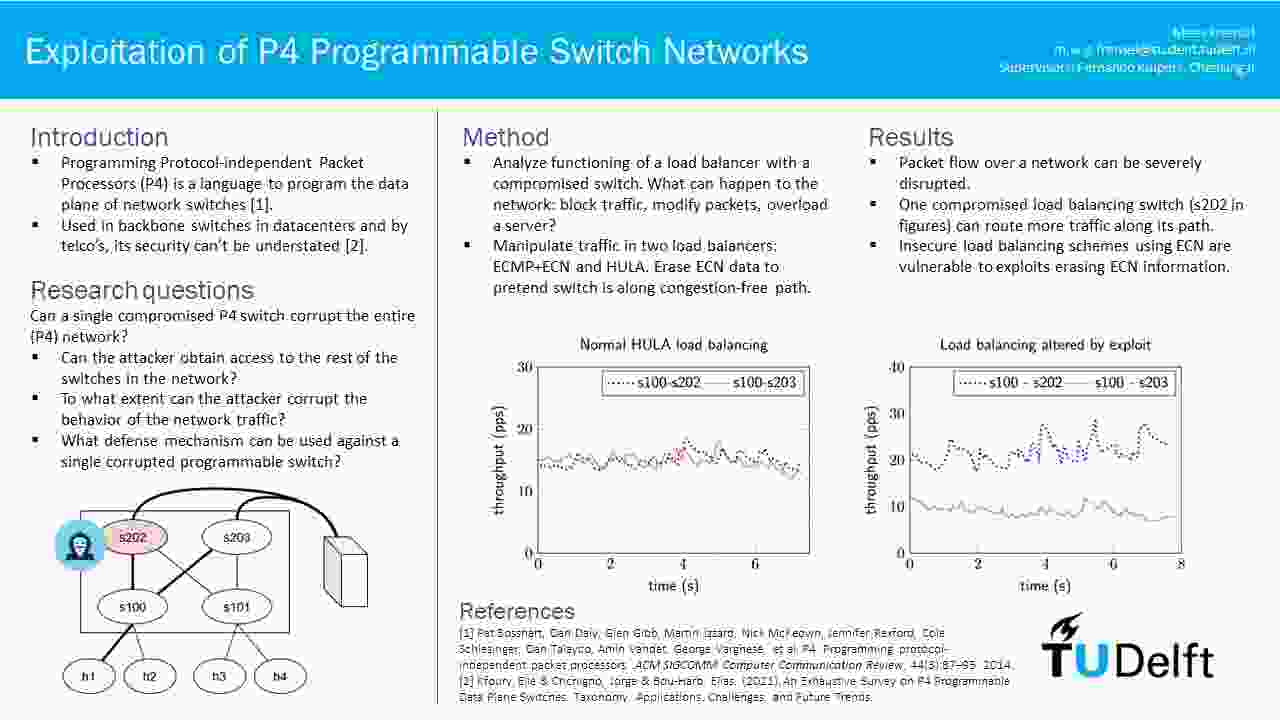 Exploitation of P4 Programmable Switch Networks
Supervisors: Fernando Kuipers, Chenxing Ji
Introduction
▪ Programming Protocol-independent Packet
Processors (P4) is a language to program the data
plane of network switches [1].
▪ Used in backbone switches in datacenters and by
telco's, its security can't be understated [2].
Research questions
Can a single compromised P4 switch corrupt the entire
(P4) network?
▪ Can the attacker obtain access to the rest of the
switches in the network?
▪ To what extent can the attacker corrupt the
behavior of the network traffic?
▪ What defense mechanism can be used against a
single corrupted programmable switch?
s202
s203
s100
s101
h1
h2
h3
h4
Method
▪ Analyze functioning of a load balancer with a
compromised switch. What can happen to the
network: block traffic, modify packets, overload
a server?
▪ Manipulate traffic in two load balancers:
ECMP+ECN and HULA. Erase ECN data to
pretend switch is along congestion-free path.
Results
▪ Packet flow over a network can be severely
disrupted.
▪ One compromised load balancing switch (s202 in
figures) can route more traffic along its path.
▪ Insecure load balancing schemes using ECN are
vulnerable to exploits erasing ECN information.
Normal HULA load balancing
s100-s202 s100-s203
throughput (pps)
30
20
10
0
0 2 4 6
time (s)
Load balancing altered by exploit
s100 - s202 s100 - s203
throughput (pps)
40
30
20
10
0
0 2 4 6 8
time (s)
References
[1] Pat Bosshart, Dan Daly, Glen Gibb, Martin Izzard, Nick McKeown, Jennifer Rexford, Cole
Schlesinger, Dan Talayco, Amin Vahdat, George Varghese, et al. P4: Programming protocol-
independent packet processors. ACM SIGCOMM Computer Communication Review, 44(3):87–95, 2014.
[2] Kfoury, Elie & Crichigno, Jorge & Bou-Harb, Elias. (2021). An Exhaustive Survey on P4 Programmable
Data Plane Switches: Taxonomy, Applications, Challenges, and Future Trends.
TU Delft